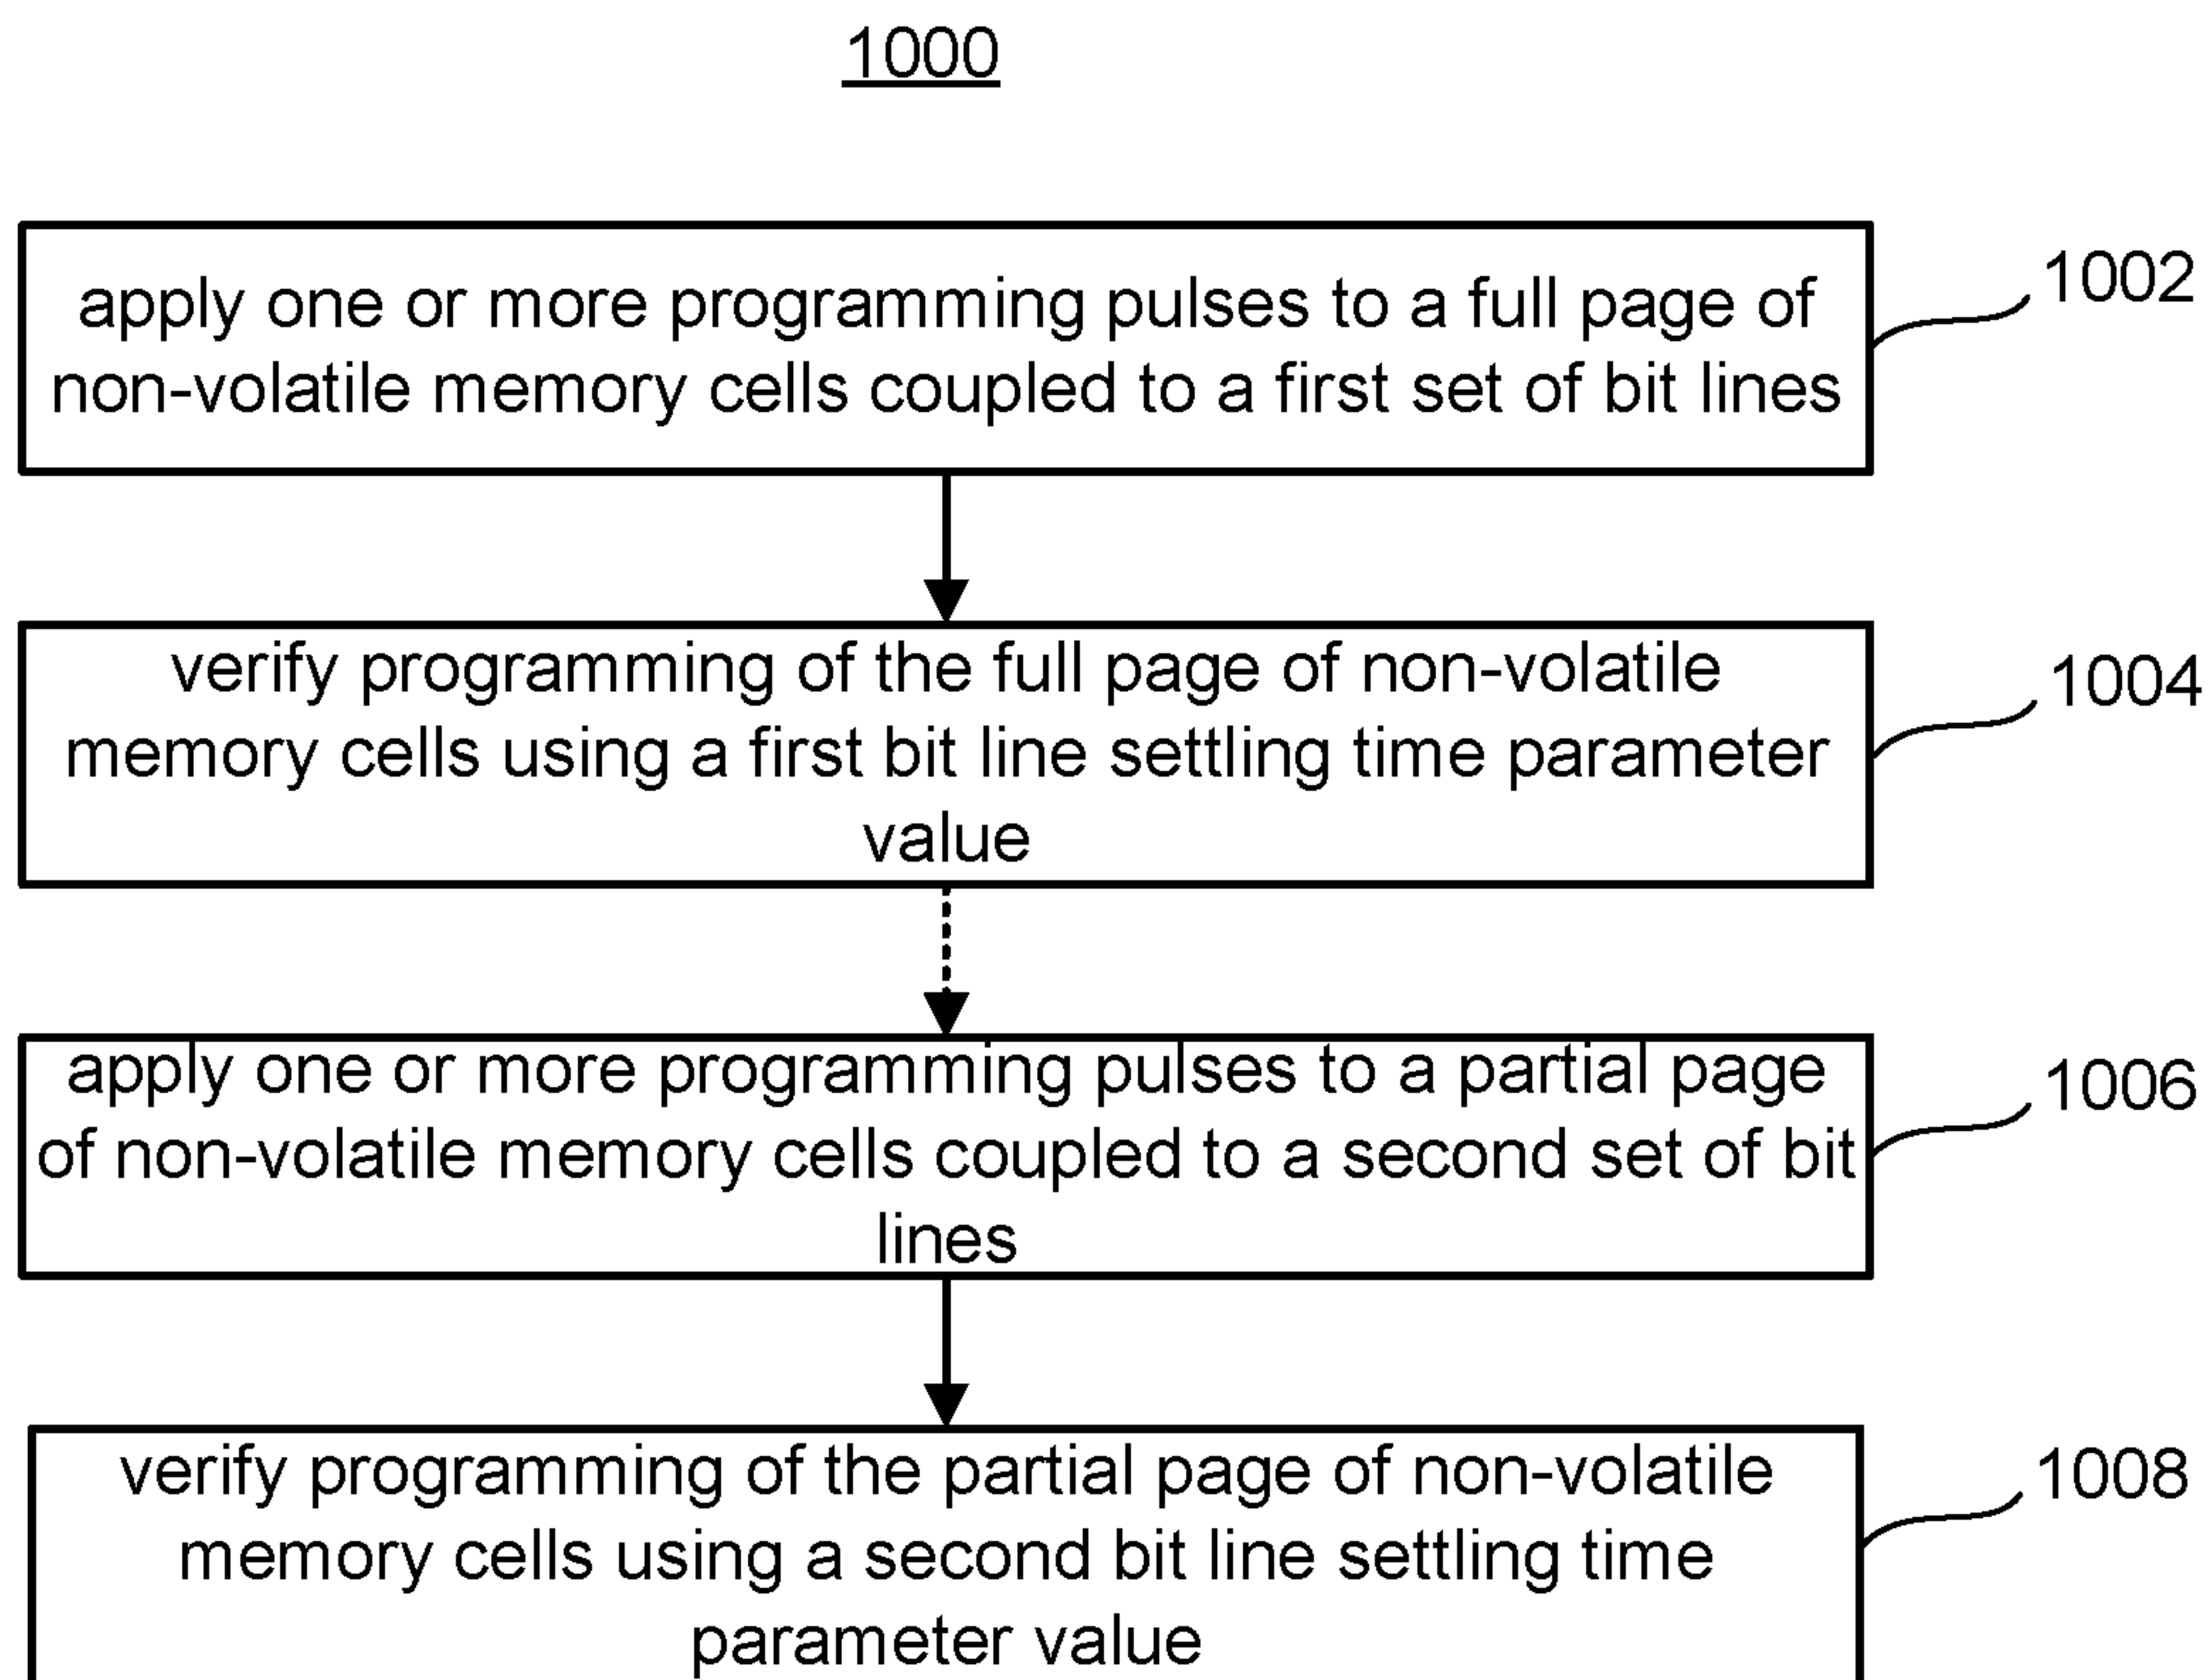 1000
apply one or more programming pulses to a full page of
non-volatile memory cells coupled to a first set of bit lines
1002
verify programming of the full page of non-volatile
memory cells using a first bit line settling time parameter
value
1004
apply one or more programming pulses to a partial page
of non-volatile memory cells coupled to a second set of bit
lines
1006
verify programming of the partial page of non-volatile
memory cells using a second bit line settling time
parameter value
1008